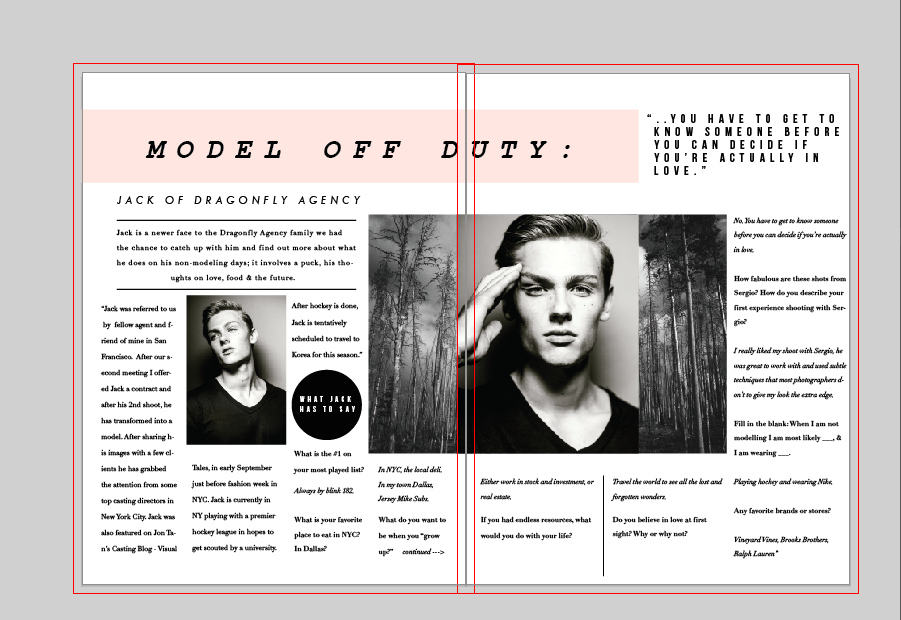 MODEL OFF DUTY:
“..YOU HAVE TO GET TO
KNOW SOMEONE BEFORE
YOU CAN DECIDE IF
YOU’RE ACTUALLY IN
LOVE.”
JACK OF DRAGONFLY AGENCY
Jack is a newer face to the Dragonfly Agency family we had
the chance to catch up with him and find out more about what
he does on his non-modeling days; it involves a puck, his tho-
ughts on love, food & the future.
“Jack was referred to us
by fellow agent and f-
riend of mine in San
Francisco. After our s-
econd meeting I offer-
ed Jack a contract and
after his 2nd shoot, he
has transformed into a
model. After sharing h-
is images with a few cl-
ients he has grabbed
the attention from some
top casting directors in
New York City. Jack was
also featured on Jon Ta-
n’s Casting Blog - Visual
Tales, in early September
just before fashion week in
NYC. Jack is currently in
NY playing with a premier
hockey league in hopes to
get scouted by a university.
After hockey is done,
Jack is tentatively
scheduled to travel to
Korea for this season.”
WHAT JACK
HAS TO SAY
What is the #1 on
your most played list?
Always by blink 182.
What is your favorite
place to eat in NYC?
In Dallas?
In NYC, the local deli,
In my town Dallas,
Jersey Mike Subs.
What do you want to
be when you “grow
up?” continued --->
Either work in stock and investment, or
real estate.
If you had endless resources, what
would you do with your life?
Travel the world to see all the lost and
forgotten wonders.
Do you believe in love at first
sight? Why or why not?
No, You have to get to know someone
before you can decide if you’re actually
in love.
How fabulous are these shots from
Sergio? How do you describe your
first experience shooting with Ser-
gio?
I really liked my shoot with Sergio, he
was great to work with and used subtle
techniques that most photographers d-
on’t to give my look the extra edge.
Fill in the blank: When I am not
modelling I am most likely ___, &
I am wearing ___.
Playing hockey and wearing Nike.
Any favorite brands or stores?
Vineyard Vines, Brooks Brothers,
Ralph Lauren”